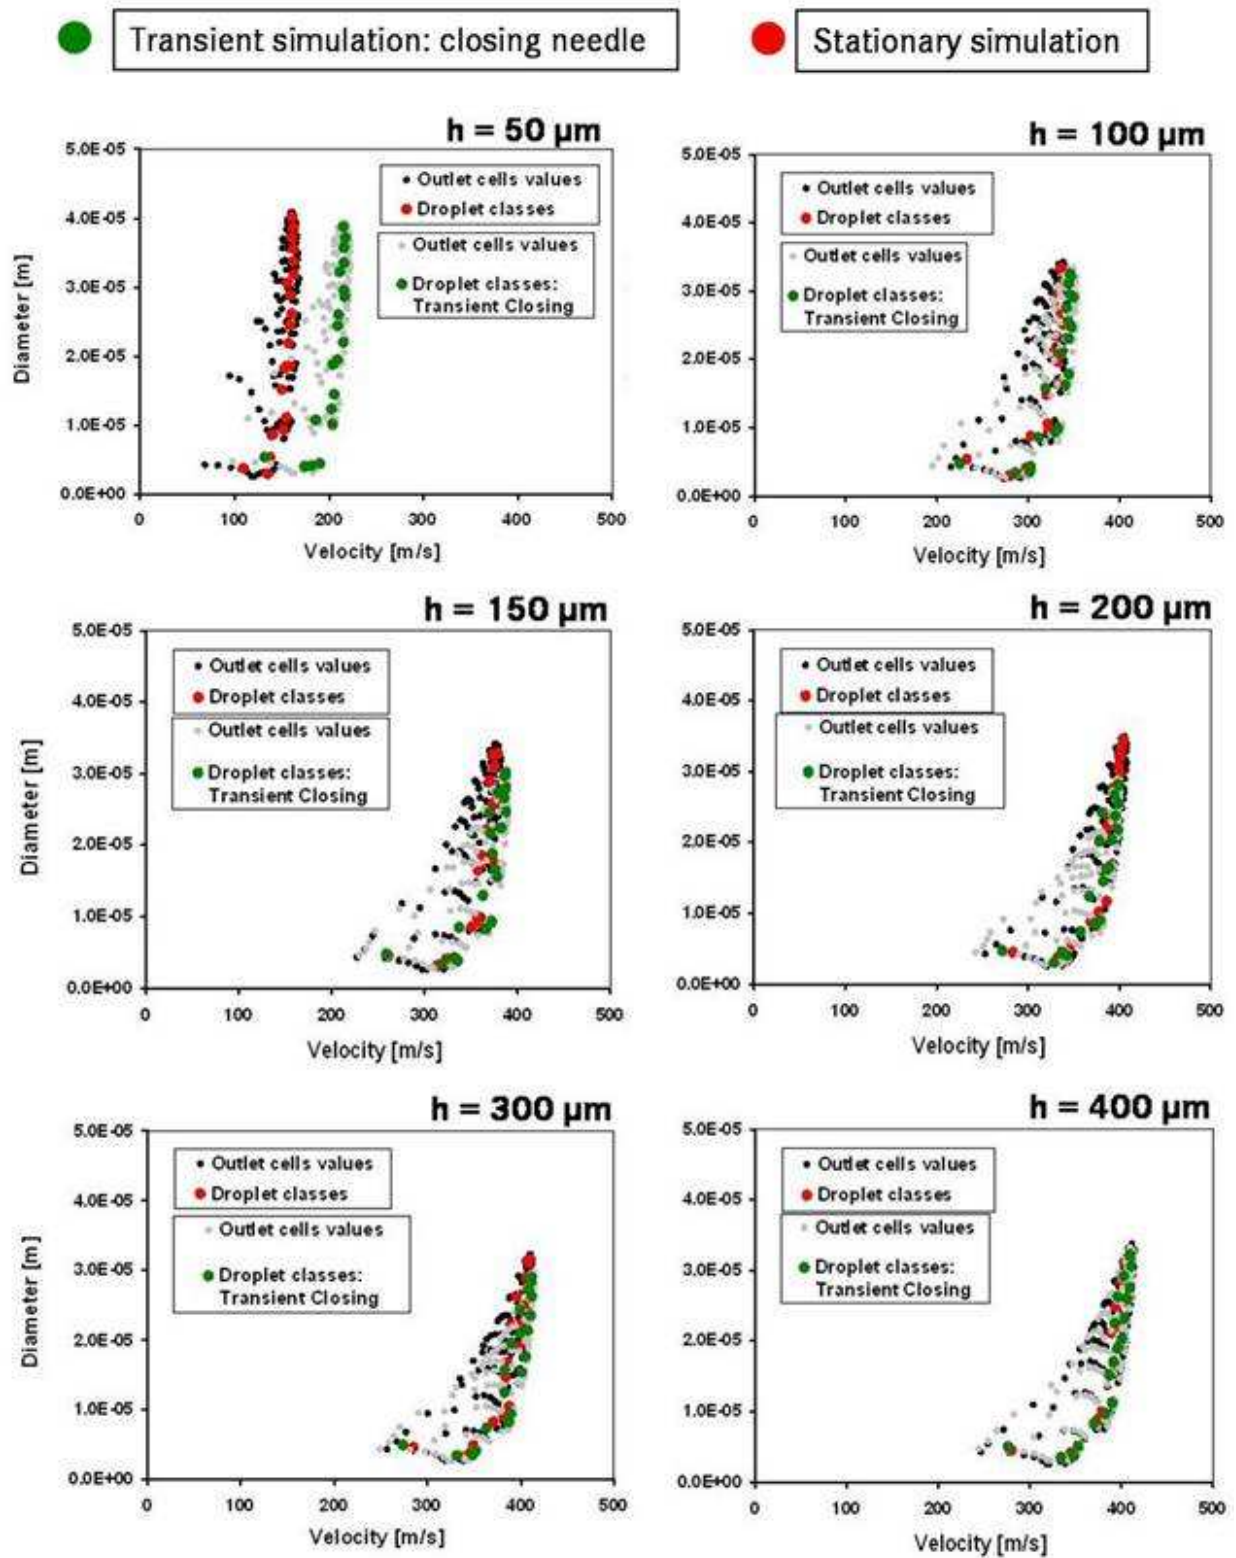 Transient simulation: closing needle
Stationary simulation
h = 50 µm
5.0E-05
4.0E-05
3.0E-05
2.0E-05
1.0E-05
0.0E+00
Diameter [m]
Outlet cells values
Droplet classes
Outlet cells values
Droplet classes:
Transient Closing
0 100 200 300 400 500
Velocity [m/s]
h = 100 µm
5.0E-05
4.0E-05
3.0E-05
2.0E-05
1.0E-05
0.0E+00
Outlet cells values
Droplet classes
Outlet cells values
Droplet classes:
Transient Closing
0 100 200 300 400 500
Velocity [m/s]
h = 150 µm
5.0E-05
4.0E-05
3.0E-05
2.0E-05
1.0E-05
0.0E+00
Diameter [m]
Outlet cells values
Droplet classes
Outlet cells values
Droplet classes:
Transient Closing
0 100 200 300 400 500
Velocity [m/s]
h = 200 µm
5.0E-05
4.0E-05
3.0E-05
2.0E-05
1.0E-05
0.0E+00
Outlet cells values
Droplet classes
Outlet cells values
Droplet classes:
Transient Closing
0 100 200 300 400 500
Velocity [m/s]
h = 300 µm
5.0E-05
4.0E-05
3.0E-05
2.0E-05
1.0E-05
0.0E+00
Diameter [m]
Outlet cells values
Droplet classes
Outlet cells values
Droplet classes:
Transient Closing
0 100 200 300 400 500
Velocity [m/s]
h = 400 µm
5.0E-05
4.0E-05
3.0E-05
2.0E-05
1.0E-05
0.0E+00
Outlet cells values
Droplet classes
Outlet cells values
Droplet classes:
Transient Closing
0 100 200 300 400 500
Velocity [m/s]